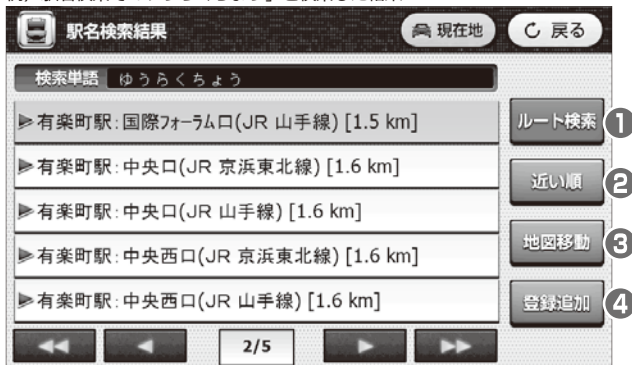 駅名検索結果
現在地
戻る
検索単語 ゆうらくちょう
有楽町駅:国際フォーラム口(JR 山手線) [1.5 km]
有楽町駅:中央口(JR 京浜東北線) [1.6 km]
有楽町駅:中央口(JR 山手線) [1.6 km]
有楽町駅:中央西口(JR 京浜東北線) [1.6 km]
有楽町駅:中央西口(JR 山手線) [1.6 km]
ルート検索 1
近い順 2
地図移動 3
登録追加 4
2/5